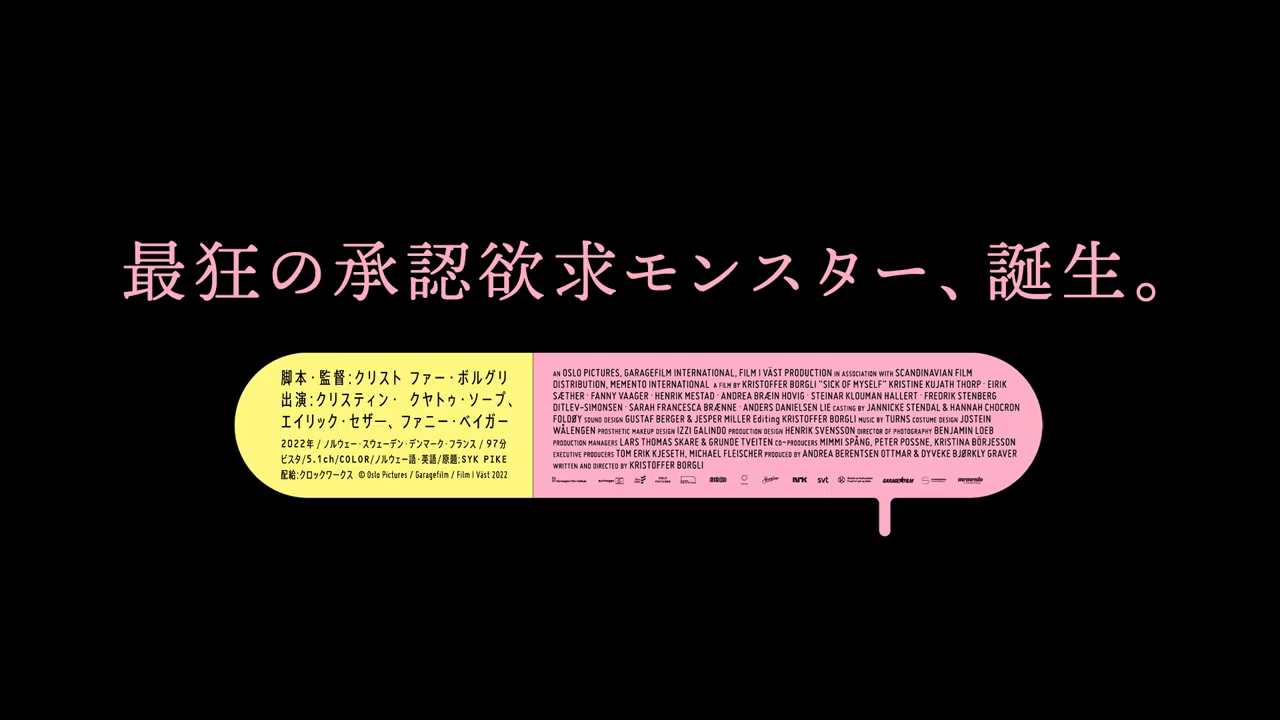 最狂の承認欲求モンスター、誕生。
脚本・監督:クリストファー・ボルグリ
出演:クリスティン・ クヤトゥ・ソープ、
エイリック・セザー、ファニー・ベイガー
2022年 / ノルウェー・スウェーデン・デンマーク・フランス / 97分
ビスタ/5.1ch/COLOR/ノルウェー語・英語/原題:SYK PIKE
配給:クロックワークス © Oslo Pictures / Garagefilm / Film I Väst 2022
AN OSLO PICTURES, GARAGEFILM INTERNATIONAL, FILM I VÄST PRODUCTION IN ASSOCIATION WITH SCANDINAVIAN FILM
DISTRIBUTION, MEMENTO INTERNATIONAL A FILM BY KRISTOFFER BORGLI "SICK OF MYSELF" KRISTINE KUJATH THORP · EIRIK
SÆTHER · FANNY VAAGER · HENRIK MESTAD · ANDREA BRÆIN HOVIG · STEINAR KLOUMAN HALLERT · FREDRIK STENBERG
DITLEV-SIMONSEN · SARAH FRANCESCA BRÆNNE · ANDERS DANIELSEN LIE CASTING BY JANNICKE STENDAL & HANNAH CHOCRON
FOLDØY SOUND DESIGN GUSTAF BERGER & JESPER MILLER Editing KRISTOFFER BORGLI MUSIC BY TURNS COSTUME DESIGN JOSTEIN
WÅLENGEN PROSTHETIC MAKEUP DESIGN IZZI GALINDO PRODUCTION DESIGN HENRIK SVENSSON DIRECTOR OF PHOTOGRAPHY BENJAMIN LOEB
PRODUCTION MANAGERS LARS THOMAS SKARE & GRUNDE TVEITEN CO-PRODUCERS MIMMI SPÅNG, PETER POSSNE, KRISTINA BÖRJESSON
EXECUTIVE PRODUCERS TOM ERIK KJESETH, MICHAEL FLEISCHER PRODUCED BY ANDREA BERENTSEN OTTMAR & DYVEKE BJØRKLY GRAVER
WRITTEN AND DIRECTED BY KRISTOFFER BORGLI
nrk svt GARAGEFILM memento